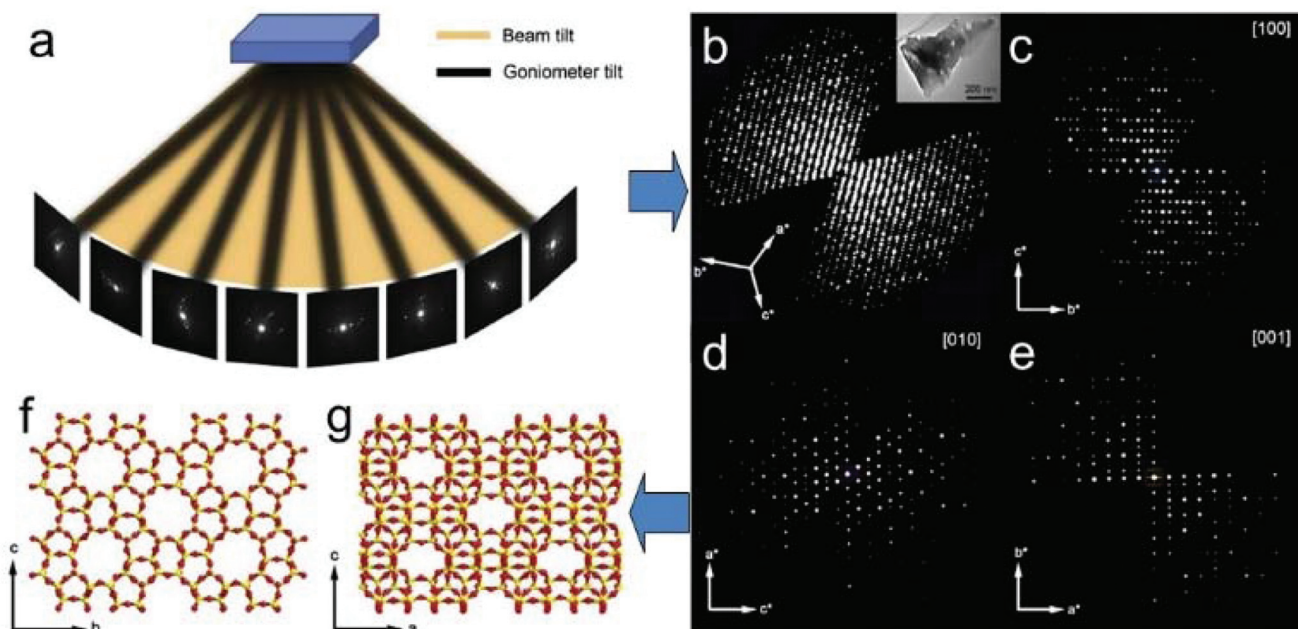 a
Beam tilt
Goniometer tilt
b
200 nm
a*
b*
c*
c
[100]
c*
b*
d
[010]
a*
c*
e
[001]
b*
a*
f
c
b
g
c
a